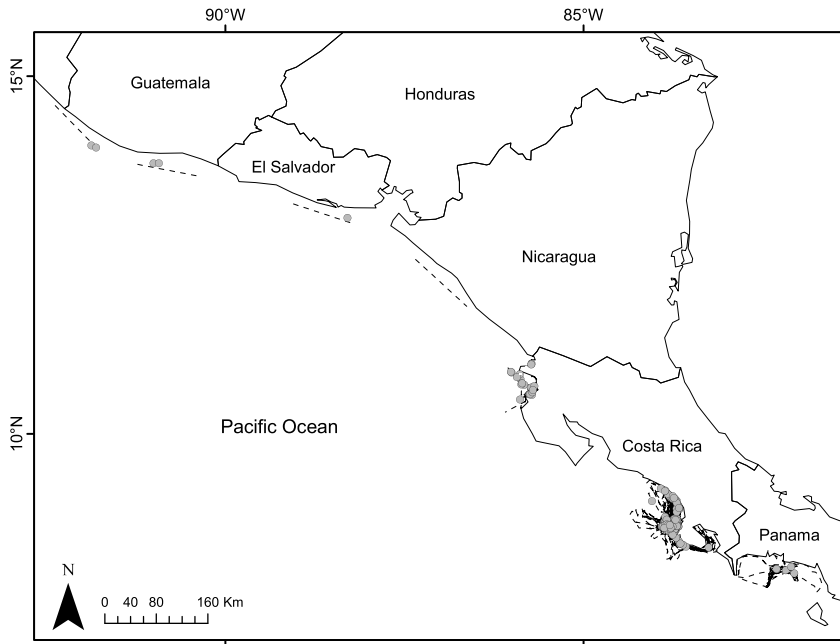 90°W
85°W
15°N
Guatemala
Honduras
El Salvador
Nicaragua
10°N
Pacific Ocean
Costa Rica
Panama
N
0 40 80 160 Km